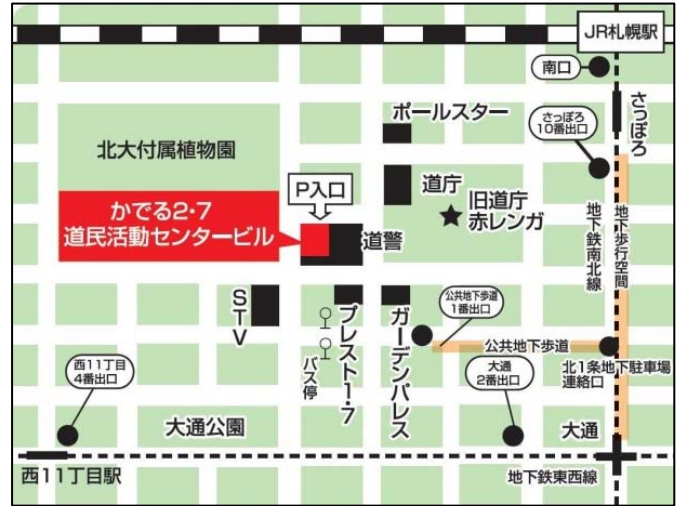 JR札幌駅
南口
さっぽろ
ポールスター
さっぽろ
10番出口
北大付属植物園
P入口
道庁
旧道庁
赤レンガ
かでる2・7
道民活動センタービル
道警
地下鉄南北線
地下歩行空間
STV
プレスト1・7
ガーデンパレス
公共地下歩道
1番出口
バス停
公共地下歩道
北1条地下駐車場
連絡口
西11丁目
4番出口
大通
2番出口
大通公園
大通
西11丁目駅
地下鉄東西線